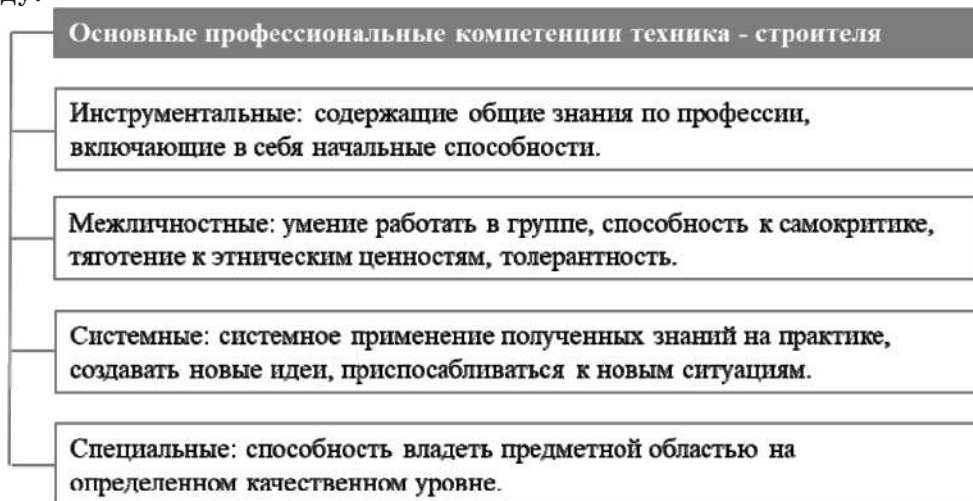 ду.
Основные профессиональные компетенции техника - строителя
Инструментальные: содержащие общие знания по профессии,
включающие в себя начальные способности.
Межличностные: умение работать в группе, способность к самокритике,
тяготение к этническим ценностям, толерантность.
Системные: системное применение полученных знаний на практике,
создавать новые идеи, приспосабливаться к новым ситуациям.
Специальные: способность владеть предметной областью на
определенном качественном уровне.